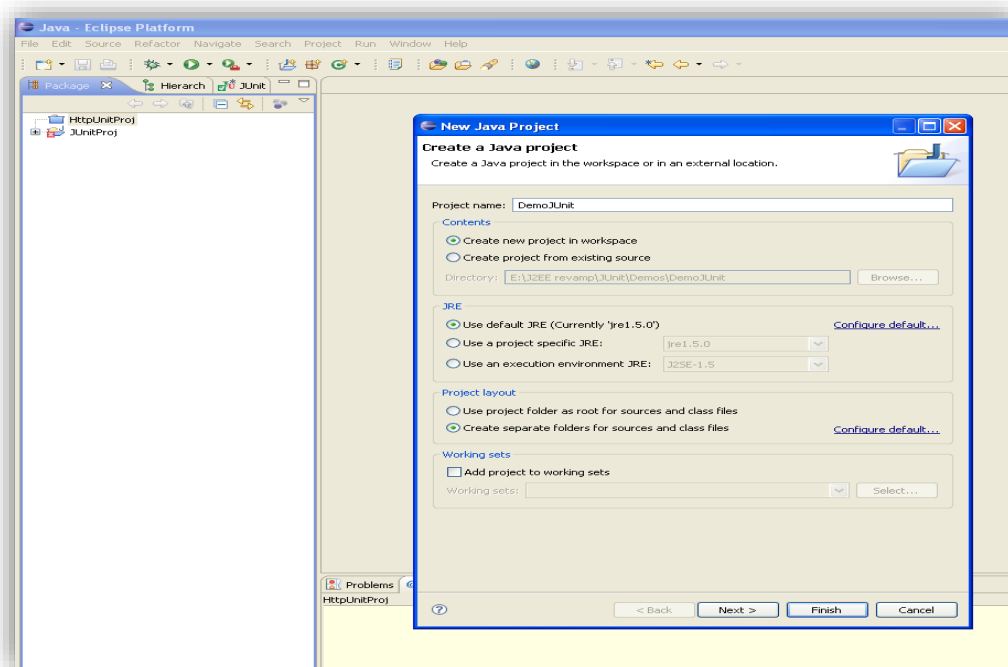 Java - Eclipse Platform
File Edit Source Refactor Navigate Search Project Run Window Help
Package Hierarch JUnit
HttpUnitProj
JUnitProj
New Java Project
Create a Java project
Create a Java project in the workspace or in an external location.
Project name: DemoJUnit
Contents
Create new project in workspace
Create project from existing source
Directory: E:\J2EE revamp\JUnit\Demos\DemoJUnit Browse...
JRE
Use default JRE (Currently 'jre1.5.0') Configure default...
Use a project specific JRE: jre1.5.0
Use an execution environment JRE: J2SE-1.5
Project layout
Use project folder as root for sources and class files
Create separate folders for sources and class files Configure default...
Working sets
Add project to working sets
Working sets: Select...
Problems
HttpUnitProj
< Back Next > Finish Cancel